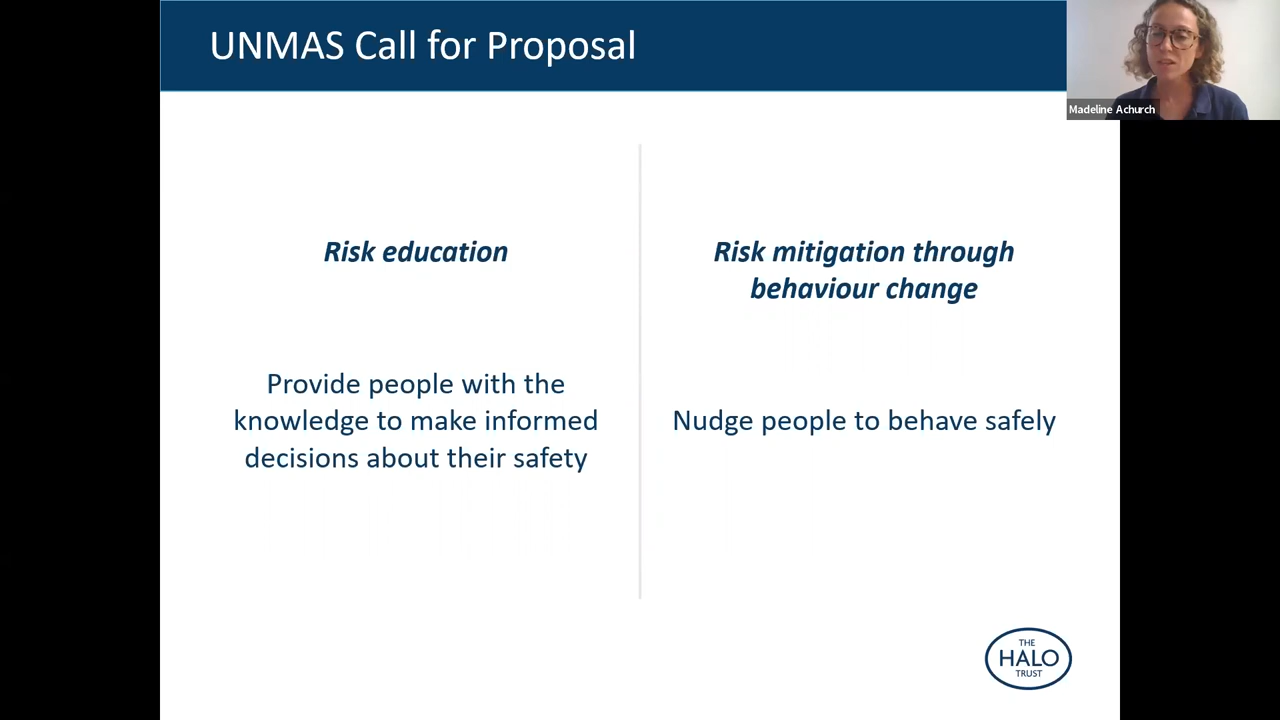 UNMAS Call for Proposal
Madeline Achurch
Risk education
Provide people with the
knowledge to make informed
decisions about their safety
Risk mitigation through
behaviour change
Nudge people to behave safely
THE
HALO
TRUST